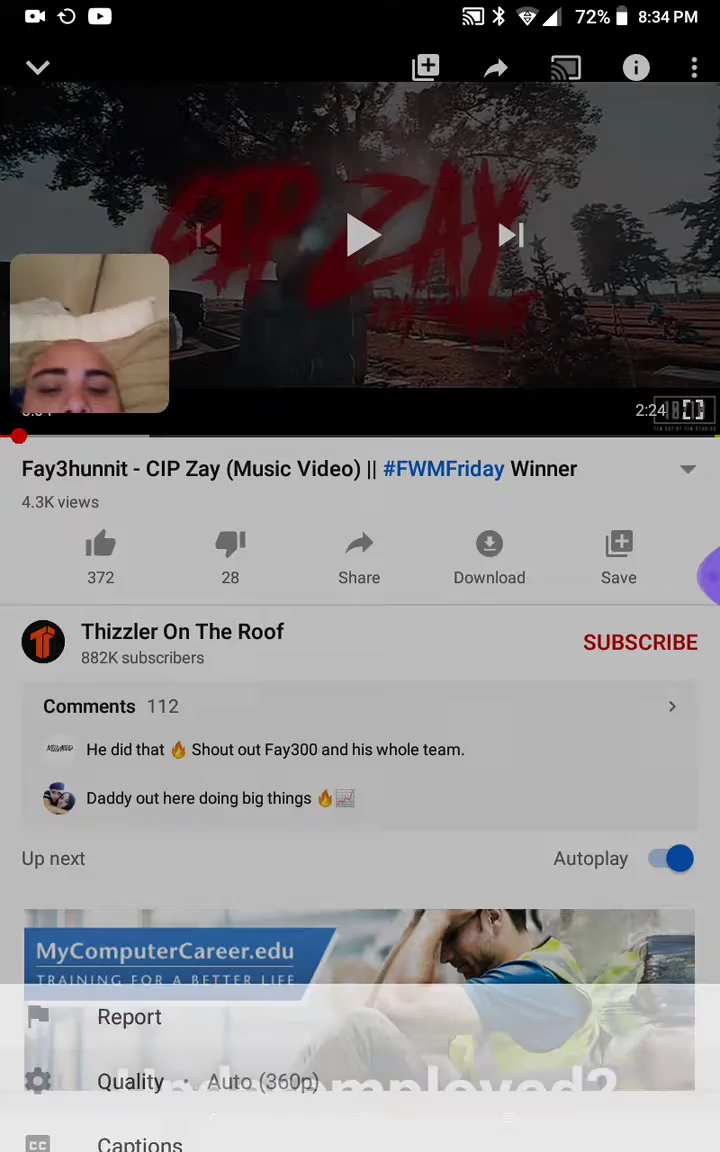 72% 8:34 PM
CIP ZAY
2:24
Fay3hunnit - CIP Zay (Music Video) || #FWMFriday Winner
4.3K views
372 28 Share Download Save
Thizzler On The Roof
882K subscribers
SUBSCRIBE
Comments 112
He did that 🔥 Shout out Fay300 and his whole team.
Daddy out here doing big things 🔥📈
Up next Autoplay
MyComputerCareer.edu
TRAINING FOR A BETTER LIFE
Report
Quality · Auto (360p)
CC Captions